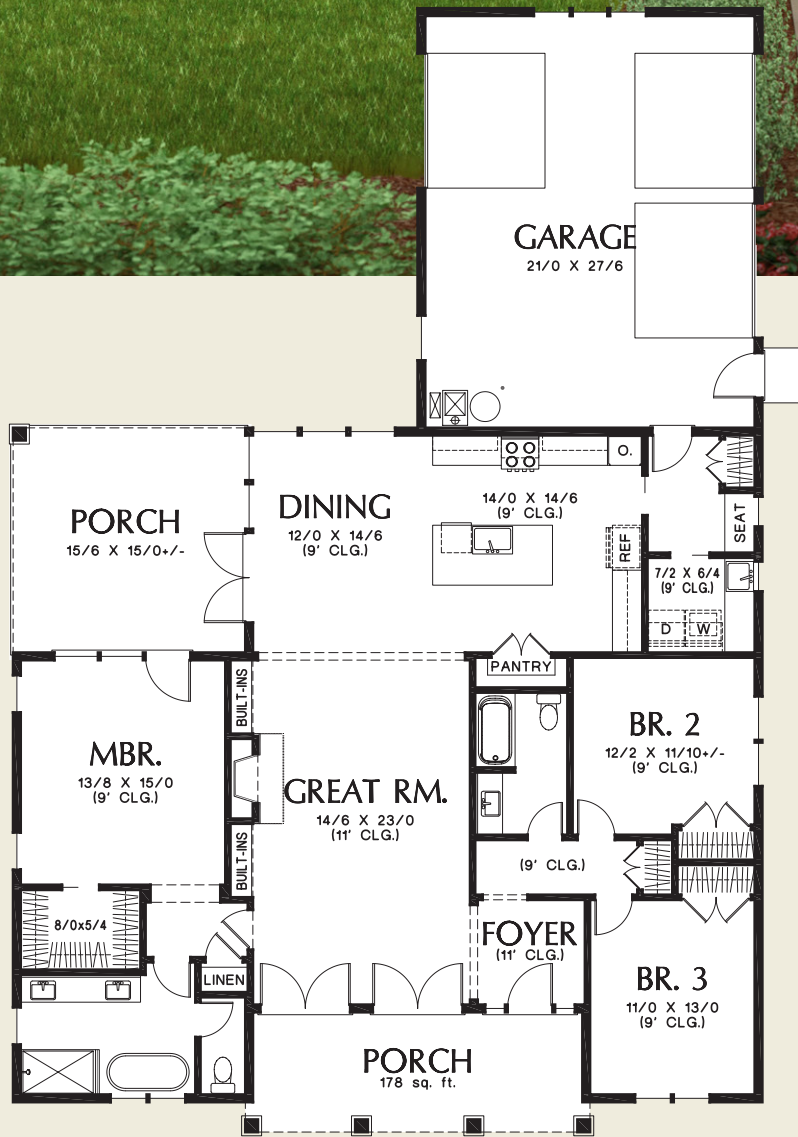 GARAGE
21/0 X 27/6
O.
PORCH
15/6 X 15/0+/-
DINING
12/0 X 14/6
(9' CLG.)
14/0 X 14/6
(9' CLG.)
REF
SEAT
7/2 X 6/4
(9' CLG.)
D
W
PANTRY
BUILT-INS
MBR.
13/8 X 15/0
(9' CLG.)
GREAT RM.
14/6 X 23/0
(11' CLG.)
BR. 2
12/2 X 11/10+/-
(9' CLG.)
BUILT-INS
(9' CLG.)
8/0x5/4
FOYER
(11' CLG.)
LINEN
BR. 3
11/0 X 13/0
(9' CLG.)
PORCH
178 sq. ft.